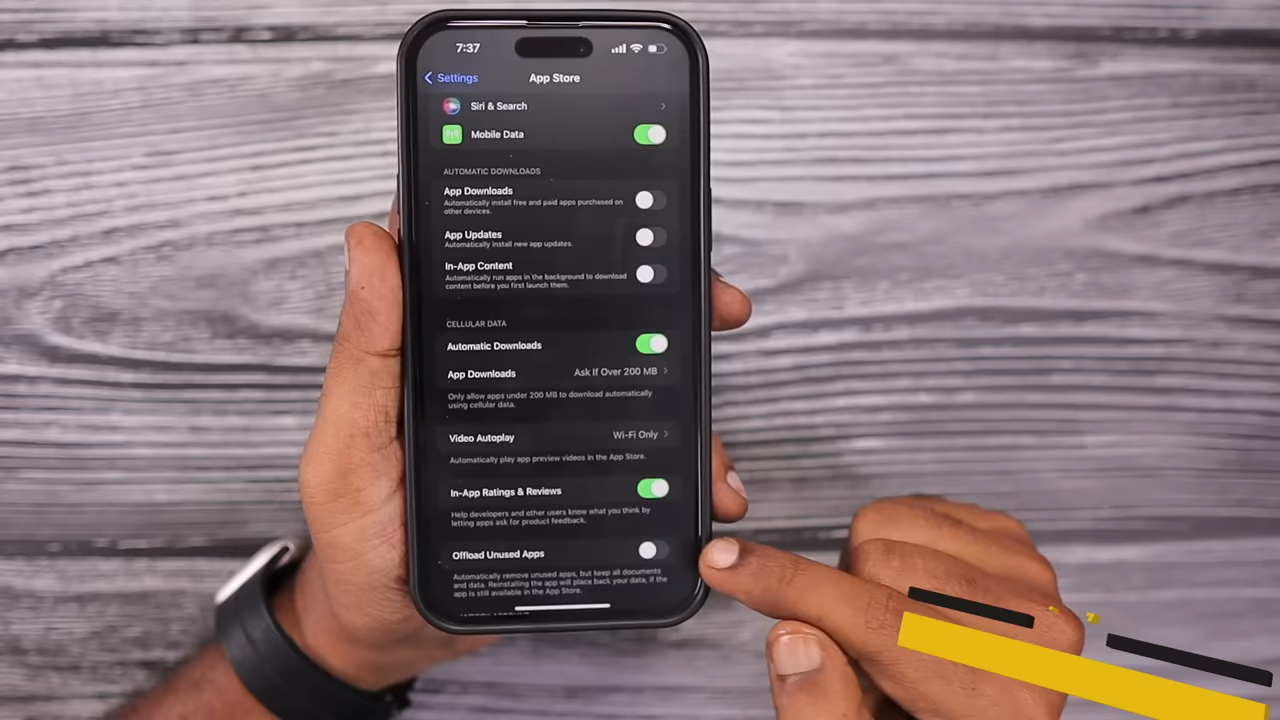 7:37
Settings
App Store
Siri & Search
Mobile Data
AUTOMATIC DOWNLOADS
App Downloads
Automatically install free and paid apps purchased on
other devices.
App Updates
Automatically install new app updates.
In-App Content
Automatically run apps in the background to download
content before you first launch them.
CELLULAR DATA
Automatic Downloads
App Downloads
Ask If Over 200 MB
Only allow apps under 200 MB to download automatically
using cellular data.
Video Autoplay
Wi-Fi Only
Automatically play app preview videos in the App Store.
In-App Ratings & Reviews
Help developers and other users know what you think by
letting apps ask for product feedback.
Offload Unused Apps
Automatically remove unused apps, but keep all documents
and data. Reinstalling the app will place back your data, if the
app is still available in the App Store.